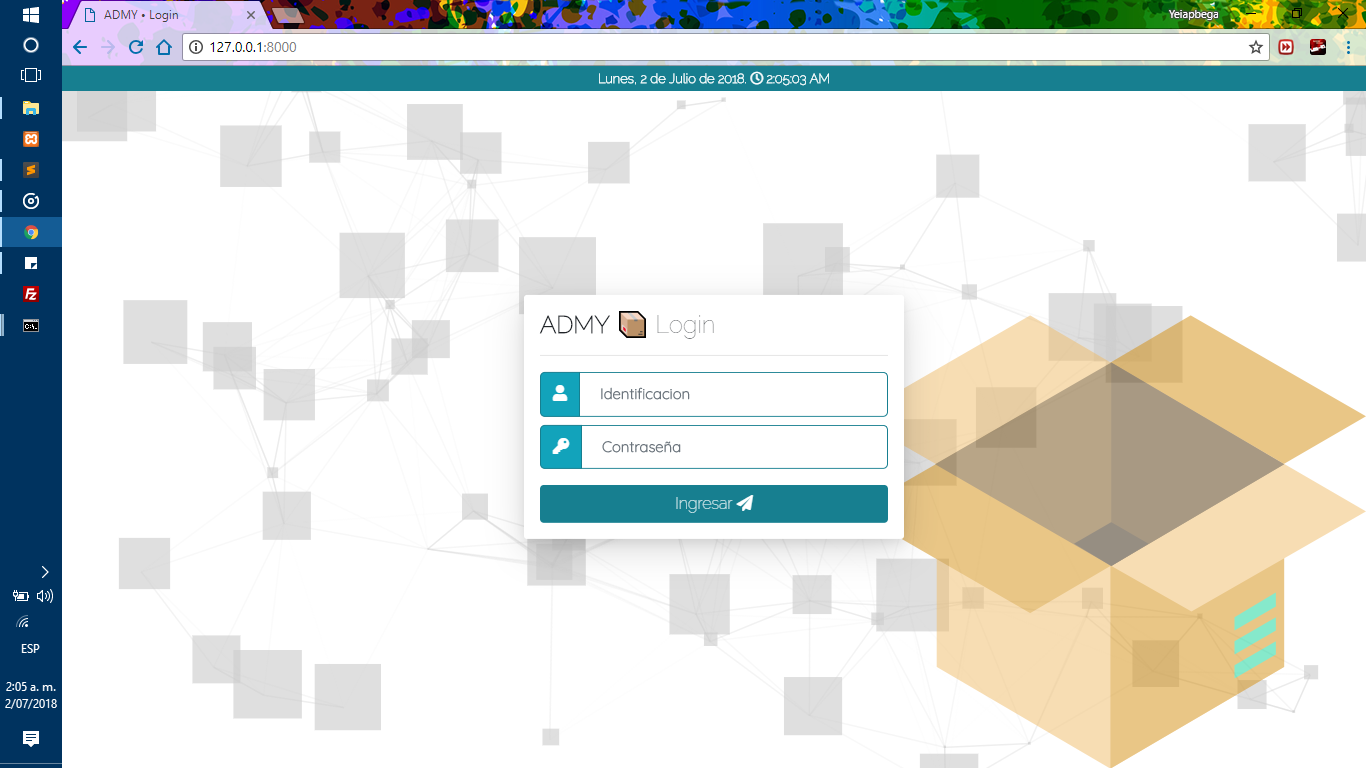 ADMY • Login
Yeiapbega
127.0.0.1:8000
Lunes, 2 de Julio de 2018. 2:05:03 AM
ADMY Login
Identificacion
Contraseña
Ingresar
C:\.
ESP
2:05 a. m.
2/07/2018